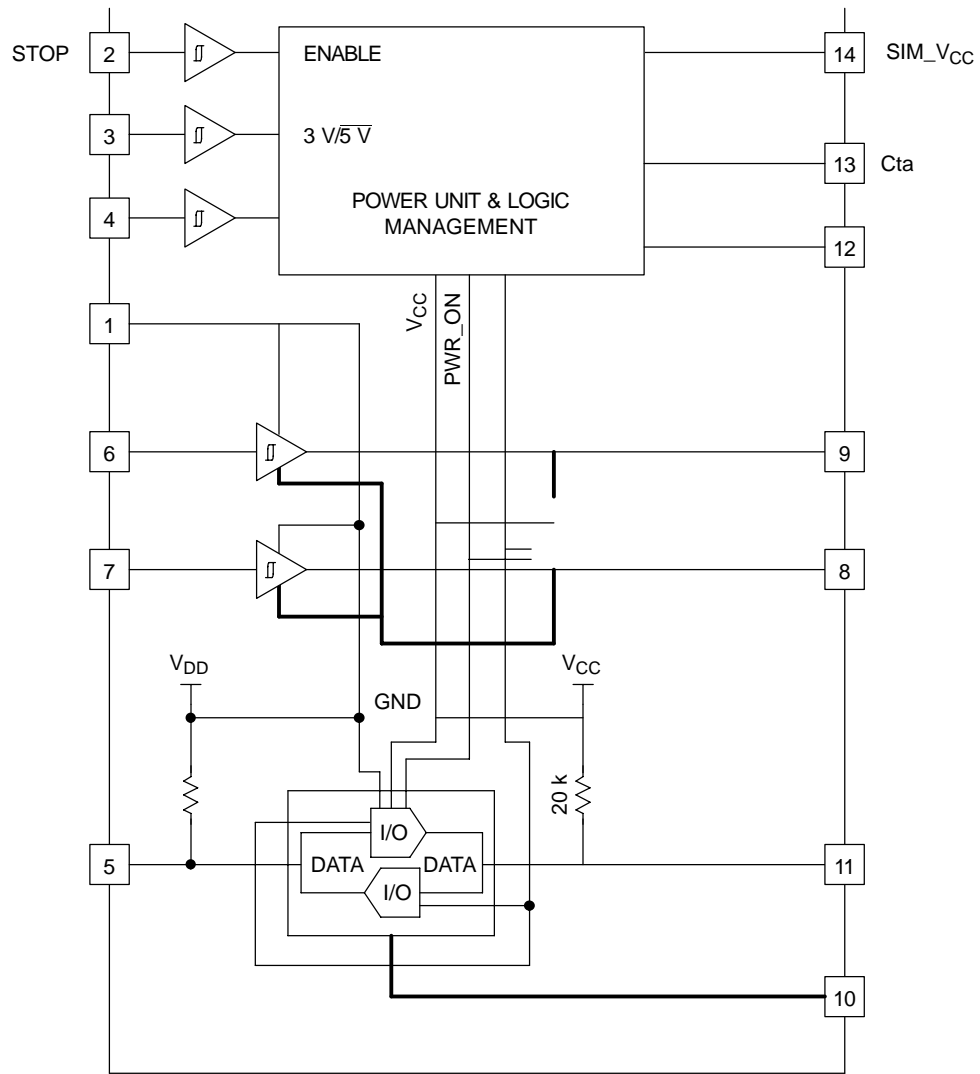 STOP
2
ENABLE
14
SIM_VCC
3
3 V/5 V
13
Cta
4
POWER UNIT & LOGIC
MANAGEMENT
12
1
VCC
PWR_ON
6
9
7
8
VDD
GND
VCC
20 k
I/O
5
DATA
DATA
11
I/O
10